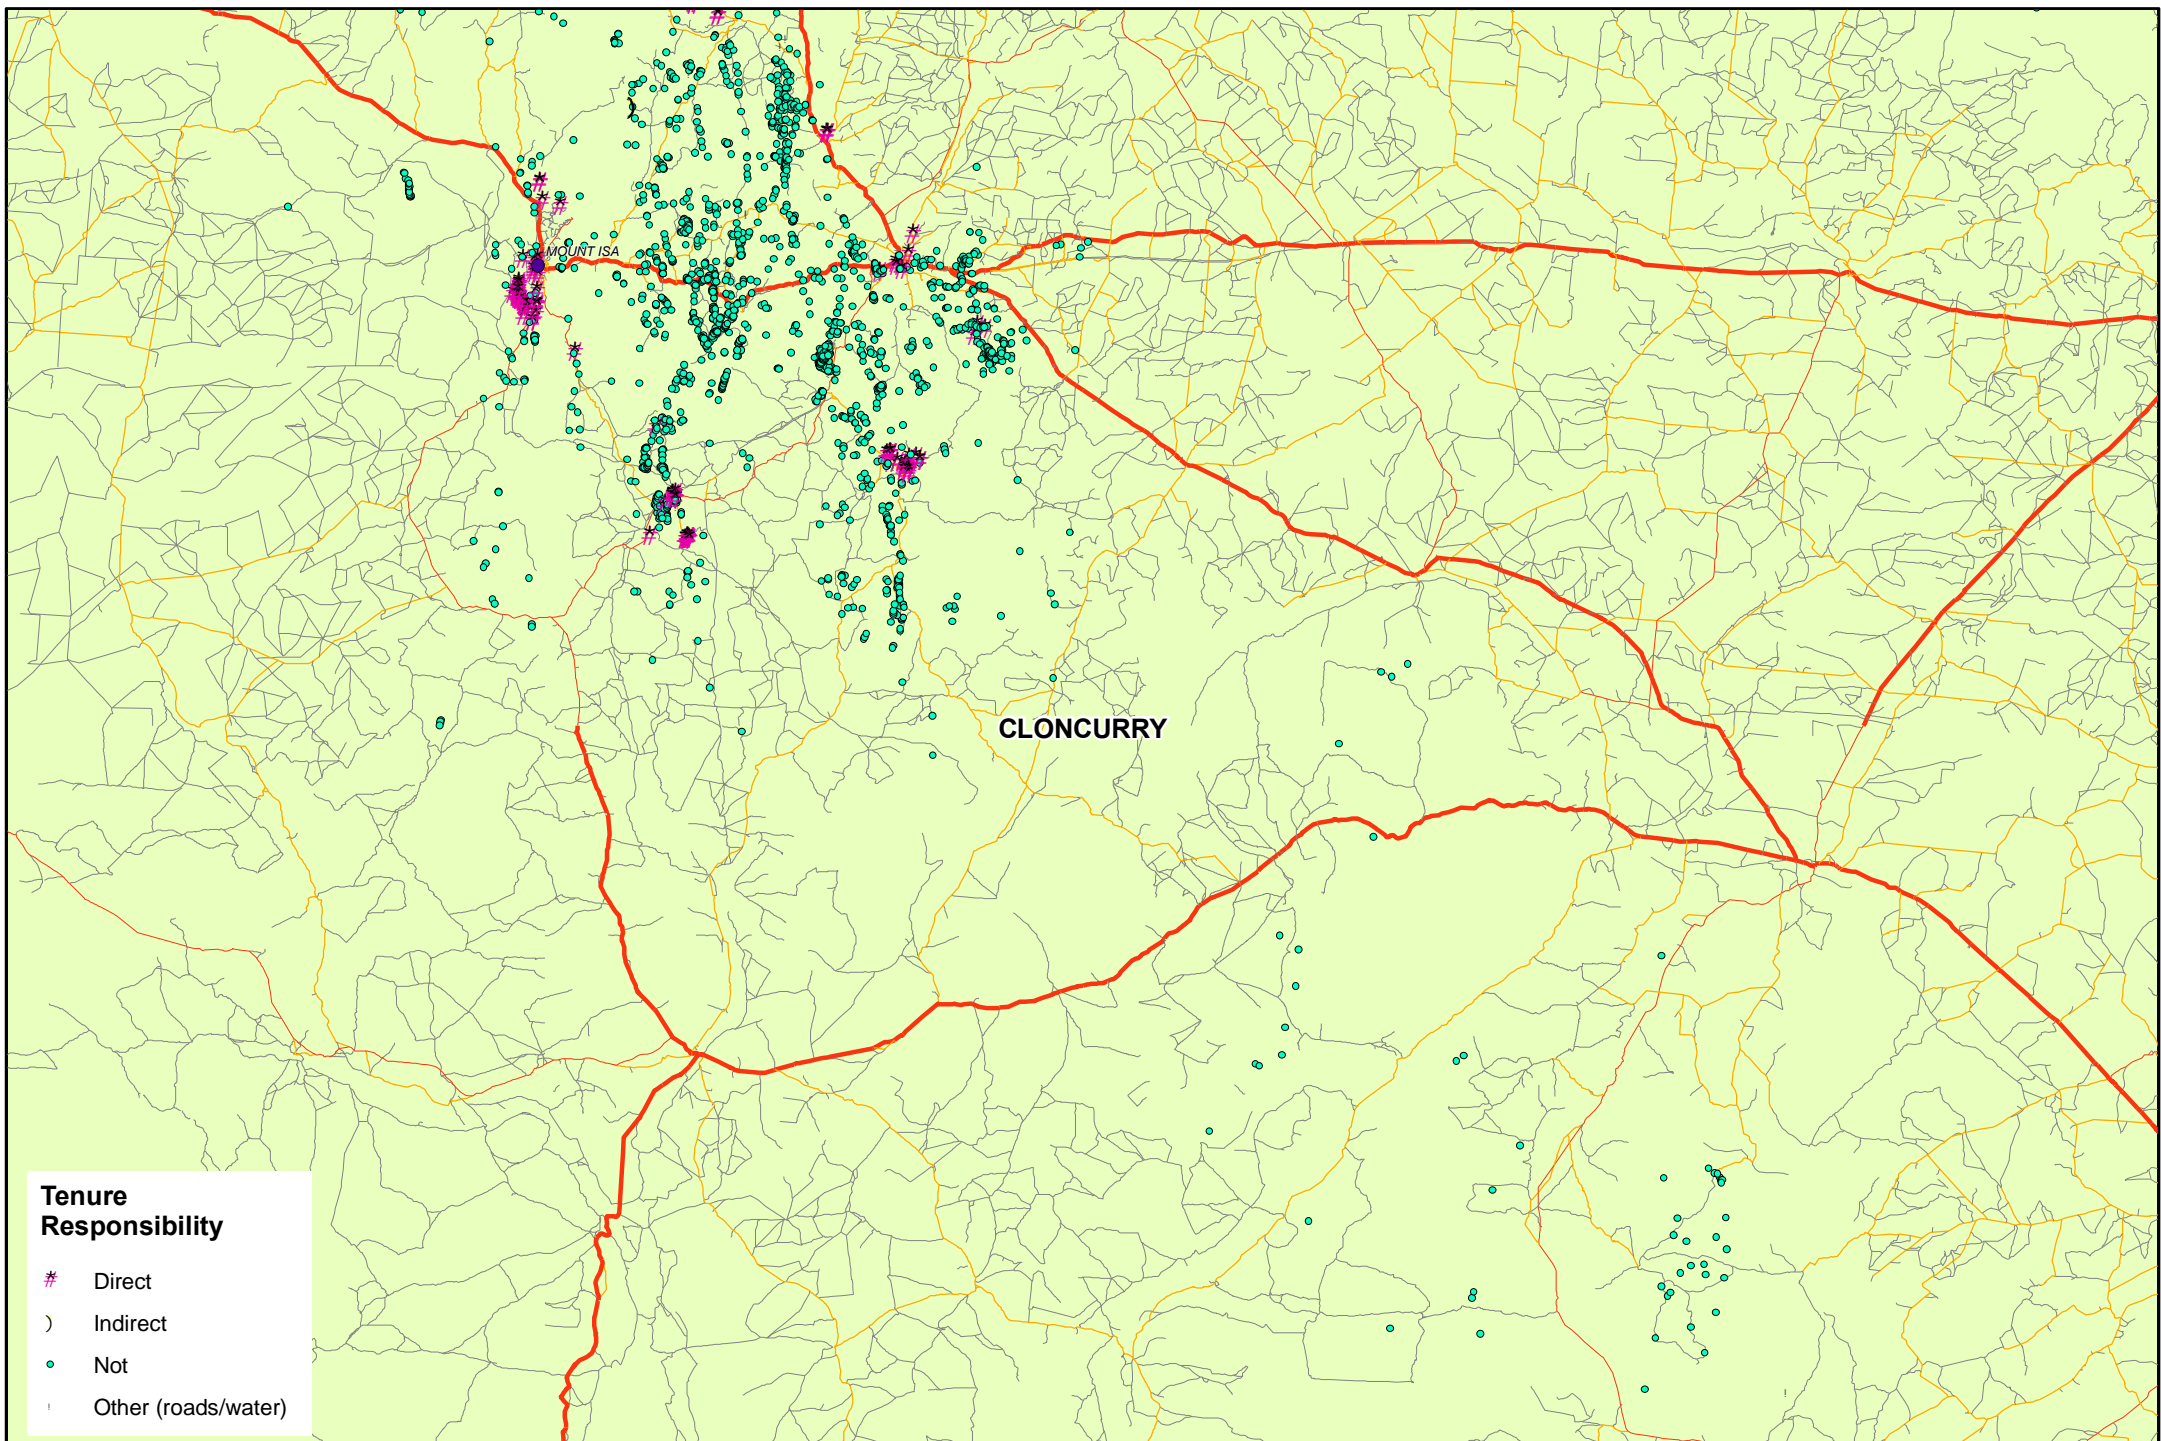 MOUNT ISA
CLONCURRY
Tenure
Responsibility
Direct
Indirect
Not
Other (roads/water)